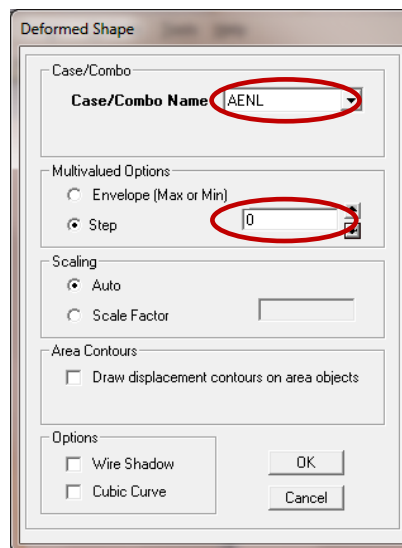 Deformed Shape
Case/Combo
Case/Combo Name AENL
Multivalued Options
Envelope (Max or Min)
Step 0
Scaling
Auto
Scale Factor
Area Contours
Draw displacement contours on area objects
Options
Wire Shadow
Cubic Curve
OK
Cancel